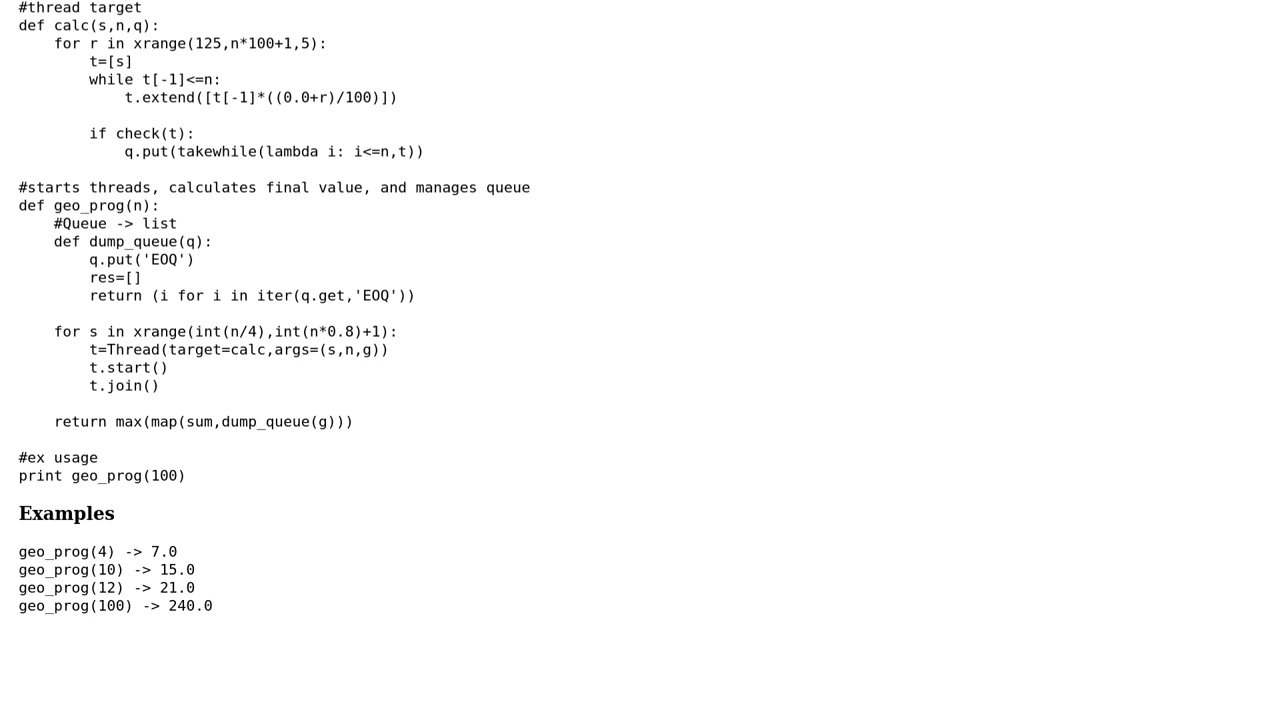 #thread target
def calc(s,n,q):
    for r in xrange(125,n*100+1,5):
        t=[s]
        while t[-1]<=n:
            t.extend([t[-1]*((0.0+r)/100)])

        if check(t):
            q.put(takewhile(lambda i: i<=n,t))

#starts threads, calculates final value, and manages queue
def geo_prog(n):
    #Queue -> list
    def dump_queue(q):
        q.put('EOQ')
        res=[]
        return (i for i in iter(q.get,'EOQ'))

    for s in xrange(int(n/4),int(n*0.8)+1):
        t=Thread(target=calc,args=(s,n,g))
        t.start()
        t.join()

    return max(map(sum,dump_queue(g)))

#ex usage
print geo_prog(100)
Examples
geo_prog(4) -> 7.0
geo_prog(10) -> 15.0
geo_prog(12) -> 21.0
geo_prog(100) -> 240.0